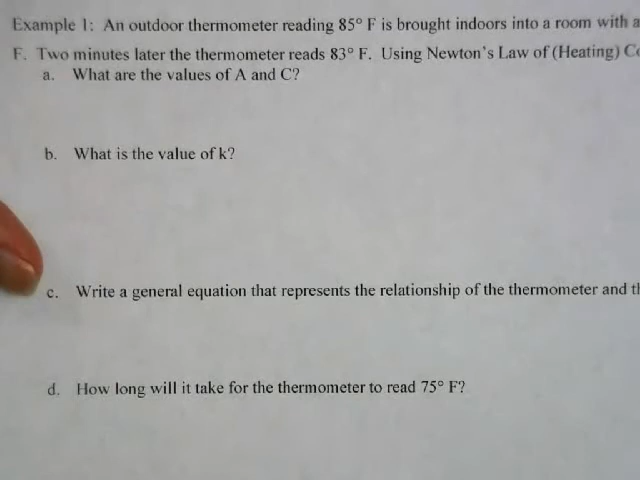 Example 1: An outdoor thermometer reading 85° F is brought indoors into a room with a
F. Two minutes later the thermometer reads 83° F. Using Newton's Law of (Heating)
a. What are the values of A and C?
b. What is the value of k?
c. Write a general equation that represents the relationship of the thermometer and
d. How long will it take for the thermometer to read 75° F?